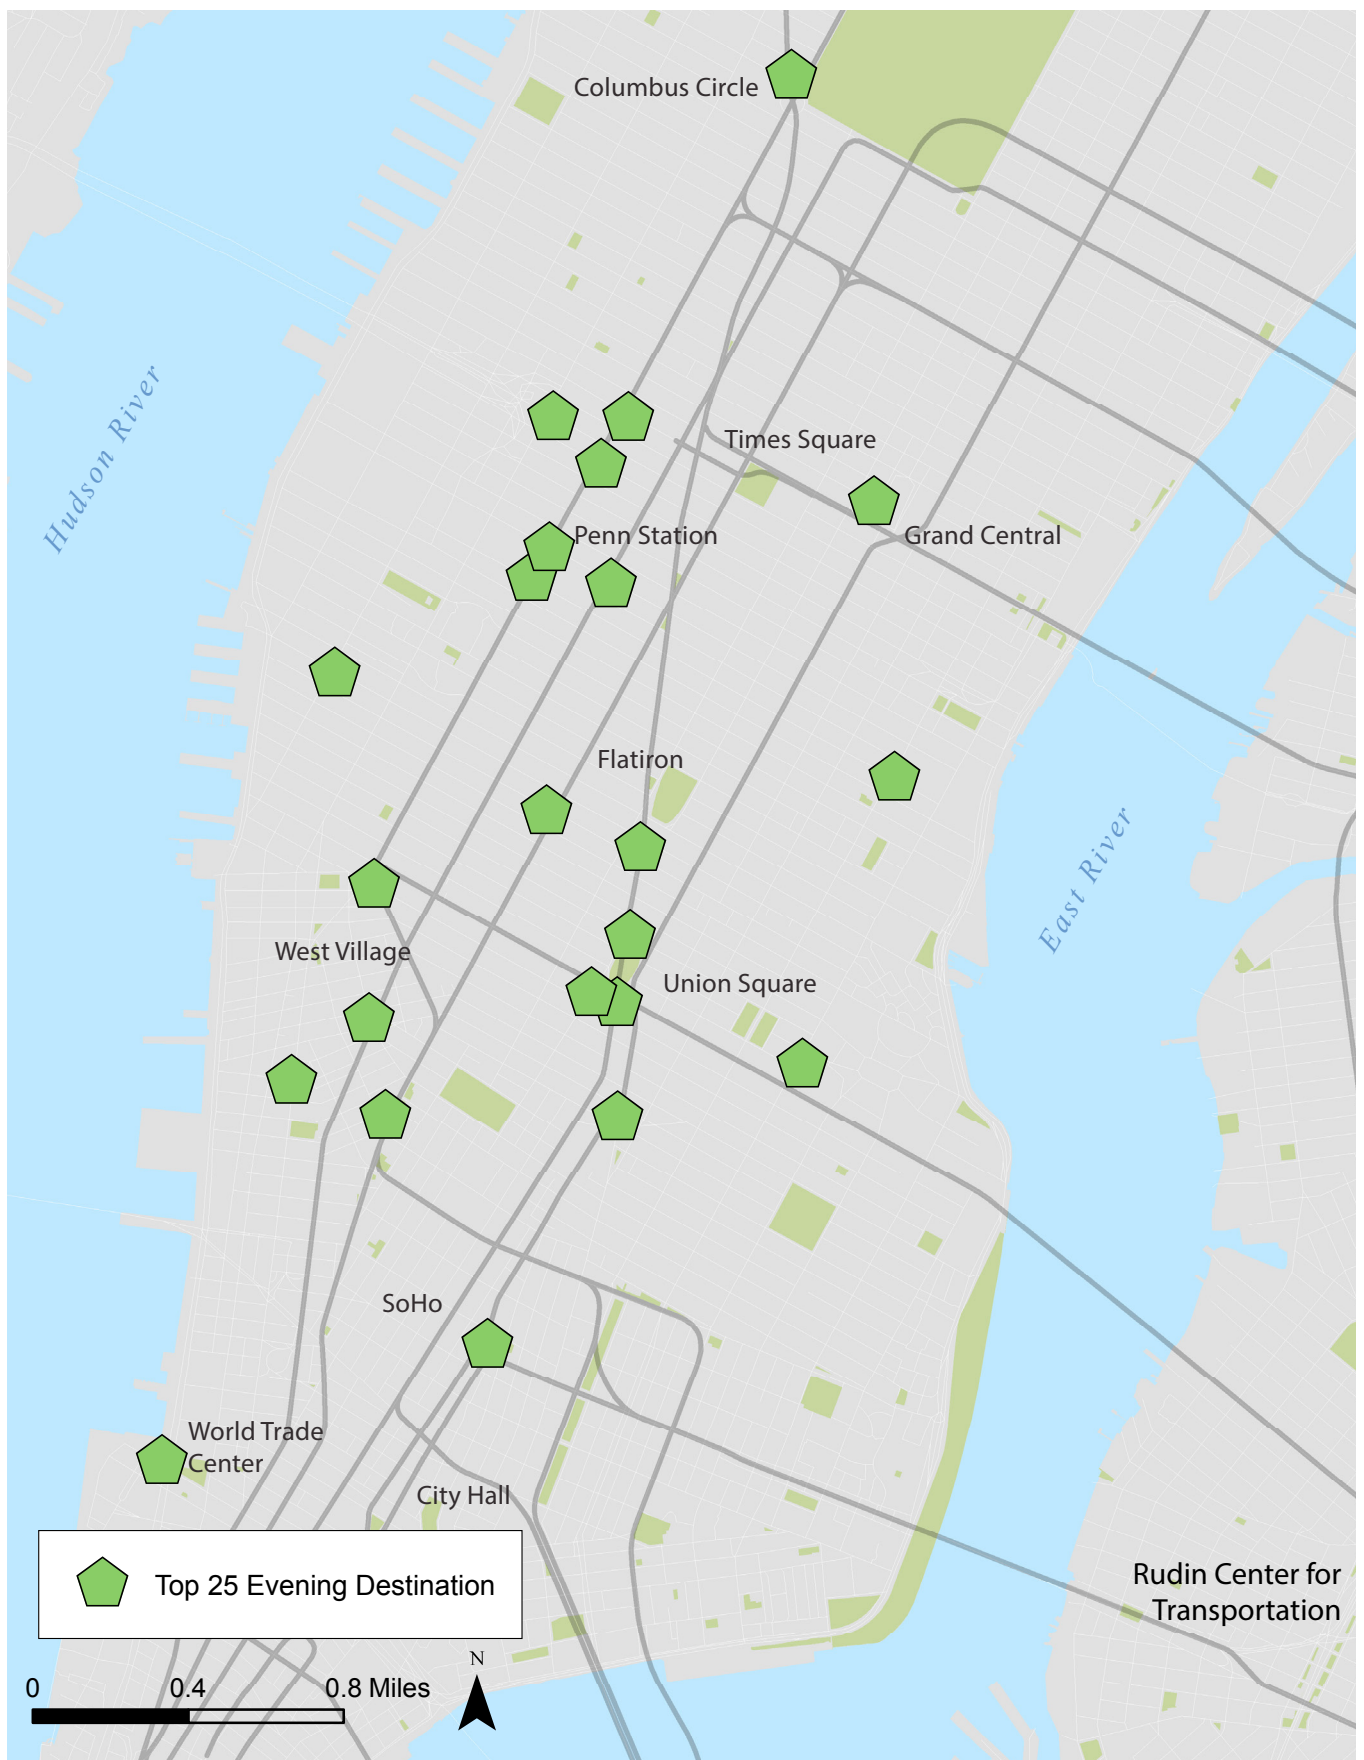 Columbus Circle
Hudson River
Times Square
Penn Station
Grand Central
Flatiron
East River
West Village
Union Square
SoHo
World Trade
Center
City Hall
Top 25 Evening Destination
Rudin Center for
Transportation
N
0 0.4 0.8 Miles